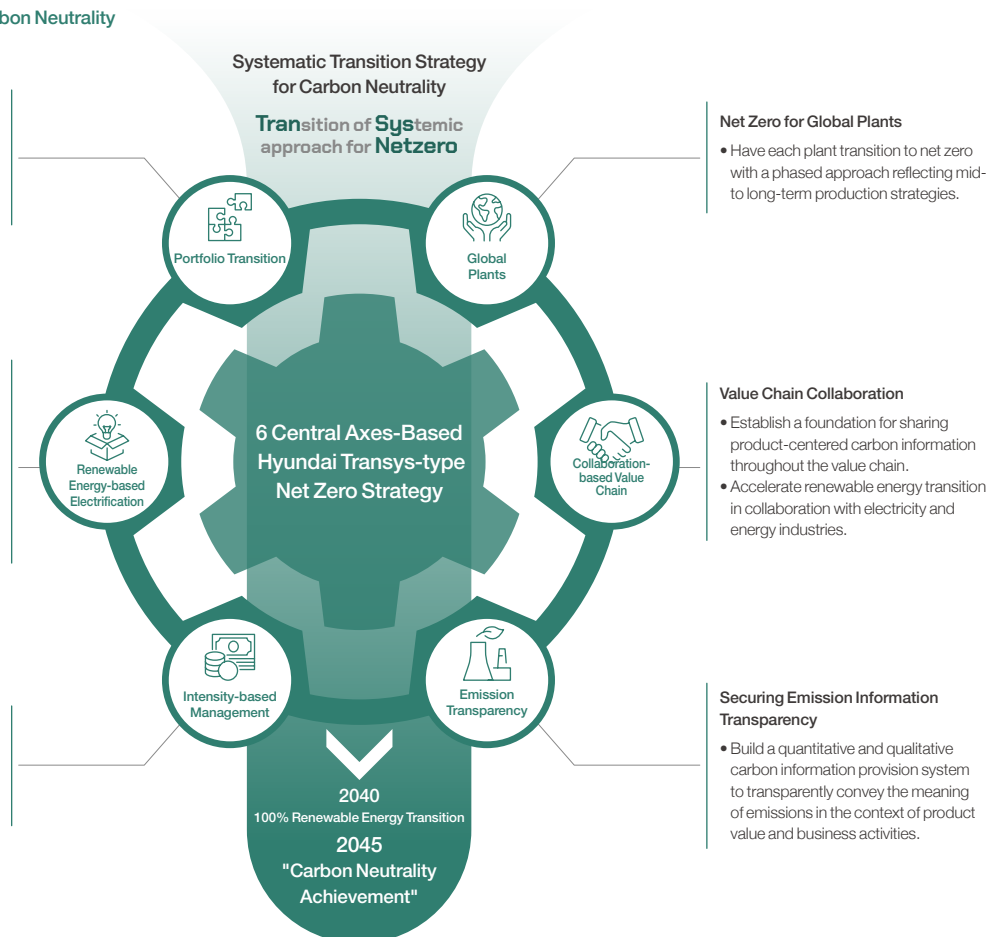 bon Neutrality
Systematic Transition Strategy
for Carbon Neutrality
Transition of Systemic
approach for Netzero
Portfolio Transition
Global
Plants
Renewable
Energy-based
Electrification
6 Central Axes-Based
Hyundai Transys-type
Net Zero Strategy
Collaboration-
based Value
Chain
Intensity-based
Management
Emission
Transparency
2040
100% Renewable Energy Transition
2045
"Carbon Neutrality
Achievement"
Net Zero for Global Plants
• Have each plant transition to net zero
with a phased approach reflecting mid-
to long-term production strategies.
Value Chain Collaboration
• Establish a foundation for sharing
product-centered carbon information
throughout the value chain.
• Accelerate renewable energy transition
in collaboration with electricity and
energy industries.
Securing Emission Information
Transparency
• Build a quantitative and qualitative
carbon information provision system
to transparently convey the meaning
of emissions in the context of product
value and business activities.